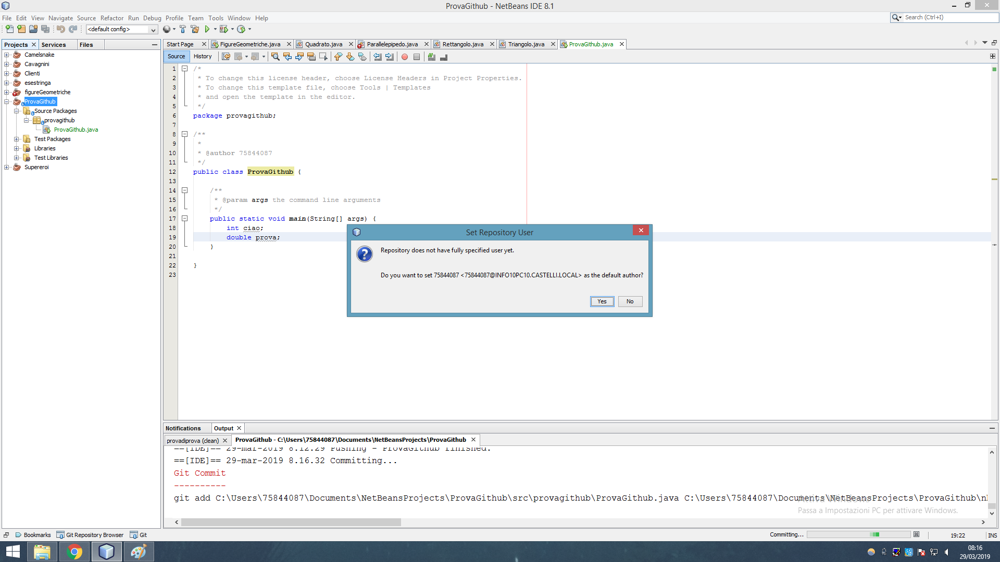 ProvaGithub - NetBeans IDE 8.1
File Edit View Navigate Source Refactor Run Debug Profile Team Tools Window Help
Search (Ctrl+I)
<default config>
Projects Services Files
Camelsnake
Cavagnini
Clienti
esestringa
figureGeometriche
ProvaGithub
Source Packages
provagithub
ProvaGithub.java
Test Packages
Libraries
Test Libraries
Supereroi
Start Page FigureGeometriche.java Quadrato.java Parallelepipedo.java Rettangolo.java Triangolo.java ProvaGithub.java
Source History
1 /*
2 * To change this license header, choose License Headers in Project Properties.
3 * To change this template file, choose Tools | Templates
4 * and open the template in the editor.
5 */
6 package provagithub;
7
8 /**
9 *
10 * @author 75844087
11 */
12 public class ProvaGithub {
13
14 /**
15 * @param args the command line arguments
16 */
17 public static void main(String[] args) {
18 int ciao;
19 double prova;
20 }
21
22 }
23
Set Repository User
Repository does not have fully specified user yet.
Do you want to set 75844087 <75844087@INFO10PC10.CASTELLI.LOCAL> as the default author?
Yes No
Notifications Output
provadiprova (clean) ProvaGithub - C:\Users\75844087\Documents\NetBeansProjects\ProvaGithub
==[IDE]== 29-mar-2019 8.12.29 Pushing - ProvaGithub finished.
==[IDE]== 29-mar-2019 8.16.32 Committing...
Git Commit
----------
git add C:\Users\75844087\Documents\NetBeansProjects\ProvaGithub\src\provagithub\ProvaGithub.java C:\Users\75844087\Documents\NetBeansProjects\ProvaGithub\n
Attiva Windows
Passa a Impostazioni PC per attivare Windows.
Bookmarks Git Repository Browser Git
Committing... 19:22 INS
08:16
29/03/2019